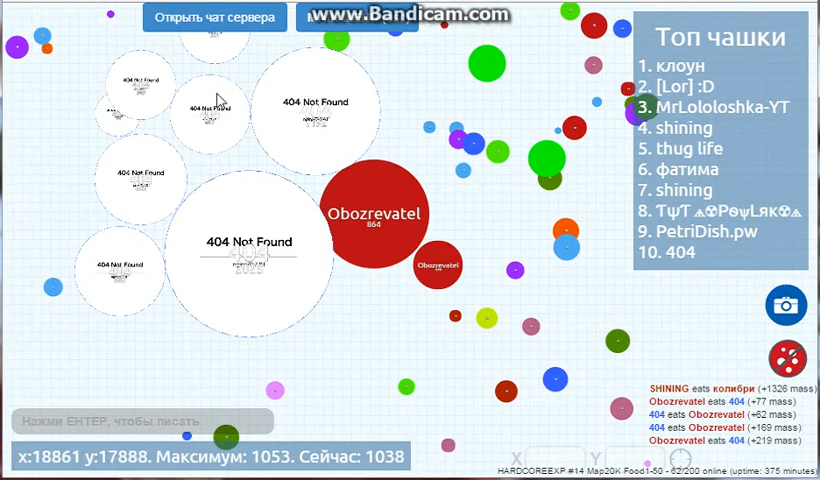 Открыть чат сервера
www.Bandicam.com
404 Not Found
404 Not Found
404 Not Found
404 Not Found
404 Not Found
404 Not Found
404
2025
Obozrevatel
864
Obozrevatel
Топ чашки
1. клоун
2. [Lor] :D
3. MrLololoshka-YT
4. shining
5. thug life
6. фатима
7. shining
8. ТψТ ⟁☢РѳψLяк☢⟁
9. PetriDish.pw
10. 404
SHINING eats колибри (+1326 mass)
Obozrevatel eats 404 (+77 mass)
404 eats Obozrevatel (+62 mass)
404 eats Obozrevatel (+169 mass)
Obozrevatel eats 404 (+219 mass)
Нажми ЕНТЕР, чтобы писать
X
Y
x:18861 y:17888. Максимум: 1053. Сейчас: 1038
HARDCOREEXP #14 Map20K Food1-50 - 62/200 online (uptime: 375 minutes)